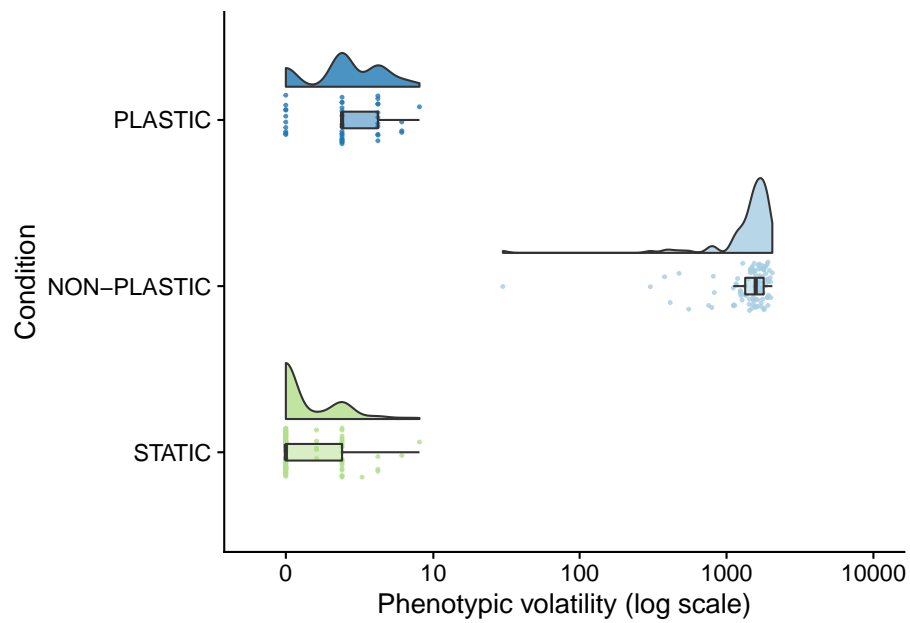 PLASTIC
NON−PLASTIC
STATIC
Condition
0 10 100 1000 10000
Phenotypic volatility (log scale)